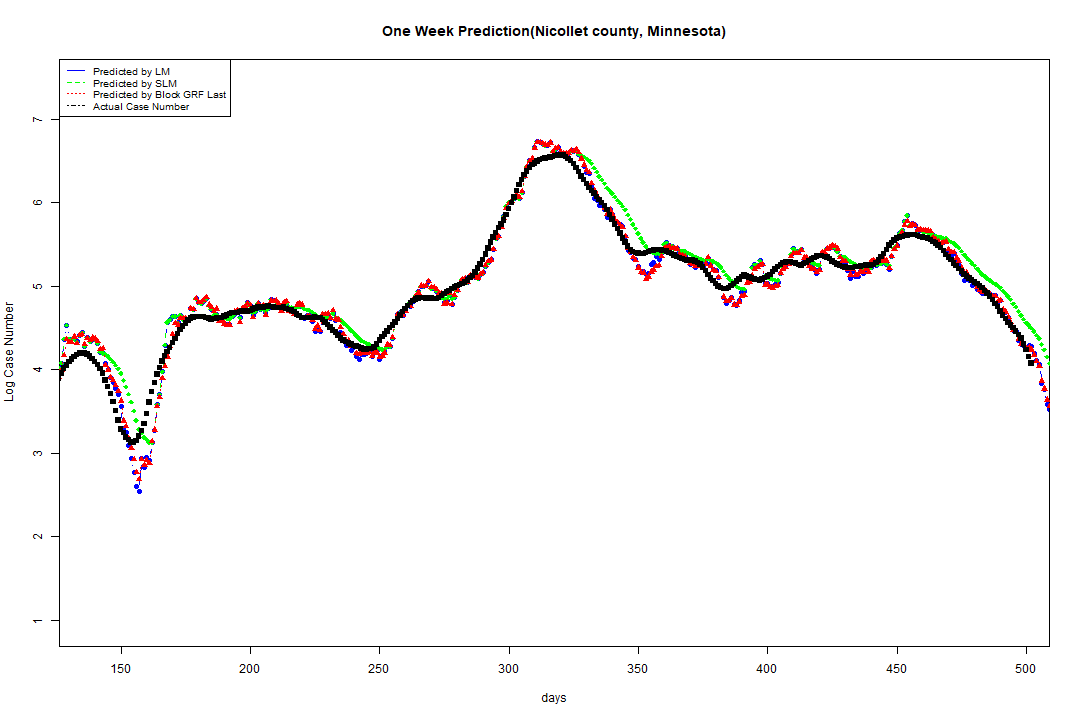 One Week Prediction(Nicollet county, Minnesota)
Predicted by LM
Predicted by SLM
Predicted by Block GRF Last
Actual Case Number
7
6
5
4
3
2
1
Log Case Number
150 200 250 300 350 400 450 500
days